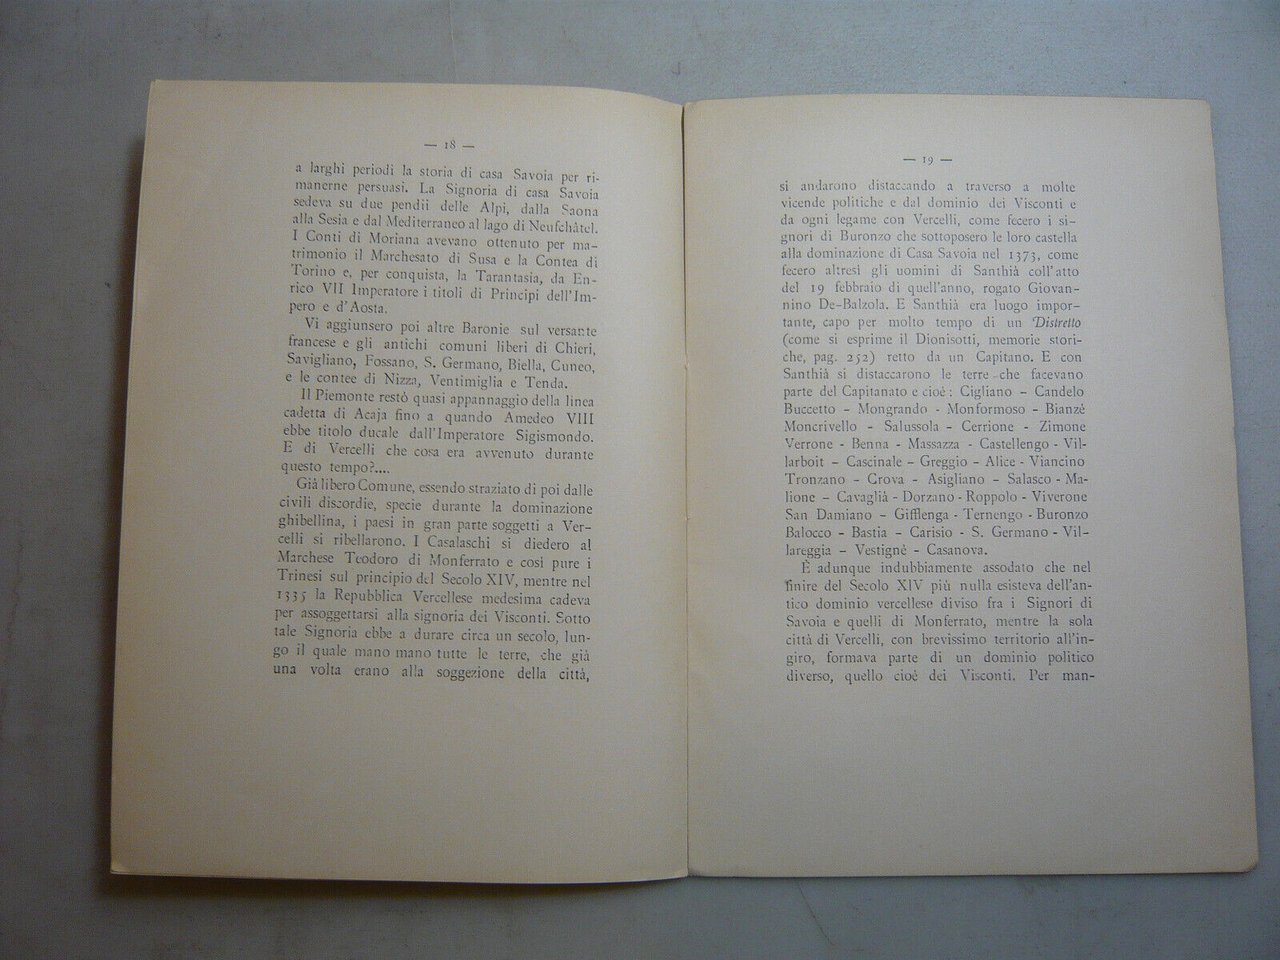 — 18 —
a larghi periodi la storia di casa Savoia per ri-
manerne persuasi. La Signoria di casa Savoia
sedeva su due pendii delle Alpi, dalla Saona
alla Sesia e dal Mediterraneo al lago di Neufchâtel.
I Conti di Moriana avevano ottenuto per ma-
trimonio il Marchesato di Susa e la Contea di
Torino e, per conquista, la Tarantasia, da En-
rico VII Imperatore i titoli di Principi dell'Im-
pero e d'Aosta.
Vi aggiunsero poi altre Baronie sul versante
francese e gli antichi comuni liberi di Chieri,
Savigliano, Fossano, S. Germano, Biella, Cuneo,
e le contee di Nizza, Ventimiglia e Tenda.
Il Piemonte restò quasi appannaggio della linea
cadetta di Acaja fino a quando Amedeo VIII
ebbe titolo ducale dall'Imperatore Sigismondo.
E di Vercelli che cosa era avvenuto durante
questo tempo?....
Già libero Comune, essendo straziato di poi dalle
civili discordie, specie durante la dominazione
ghibellina, i paesi in gran parte soggetti a Ver-
celli si ribellarono. I Casalaschi si diedero al
Marchese Teodoro di Monferrato e così pure i
Trinesi sul principio del Secolo XIV, mentre nel
1335 la Repubblica Vercellese medesima cadeva
per assoggettarsi alla signoria dei Visconti. Sotto
tale Signoria ebbe a durare circa un secolo, lun-
go il quale mano mano tutte le terre, che già
una volta erano alla soggezione della città,
— 19 —
si andarono distaccando a traverso a molte
vicende politiche e dal dominio dei Visconti e
da ogni legame con Vercelli, come fecero i si-
gnori di Buronzo che sottoposero le loro castella
alla dominazione di Casa Savoia nel 1373, come
fecero altresì gli uomini di Santhià coll'atto
del 19 febbraio di quell'anno, rogato Giovan-
nino De-Balzola. E Santhià era luogo impor-
tante, capo per molto tempo di un Distretto
(come si esprime il Dionisotti, memorie stori-
che, pag. 252) retto da un Capitano. E con
Santhià si distaccarono le terre che facevano
parte del Capitanato e cioè: Cigliano – Candelo
Buccetto – Mongrando - Monformoso - Bianzè
Moncrivello – Salussola – Cerrione – Zimone
Verrone – Benna – Massazza – Castellengo - Vil-
larboit – Cascinale – Greggio – Alice - Viancino
Tronzano – Crova – Asigliano – Salasco - Ma-
lione – Cavaglià - Dorzano - Roppolo - Viverone
San Damiano – Gifflenga - Ternengo - Buronzo
Balocco – Bastia – Carisio - S. Germano - Vil-
lareggia – Vestignè – Casanova.
È adunque indubbiamente assodato che nel
finire del Secolo XIV più nulla esisteva dell'an-
tico dominio vercellese diviso fra i Signori di
Savoia e quelli di Monferrato, mentre la sola
città di Vercelli, con brevissimo territorio all'in-
giro, formava parte di un dominio politico
diverso, quello cioè dei Visconti. Per man-